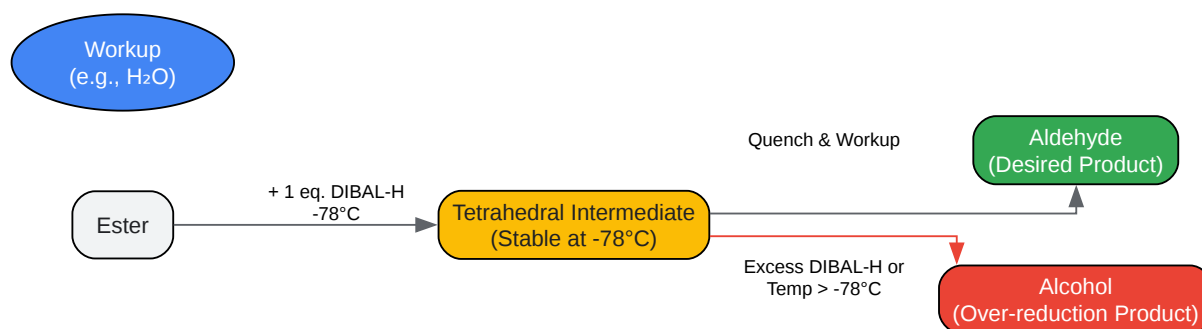 Workup
(e.g., H₂O)
Quench & Workup
Aldehyde
(Desired Product)
+ 1 eq. DIBAL-H
-78°C
Ester
Tetrahedral Intermediate
(Stable at -78°C)
Excess DIBAL-H or
Temp > -78°C
Alcohol
(Over-reduction Product)